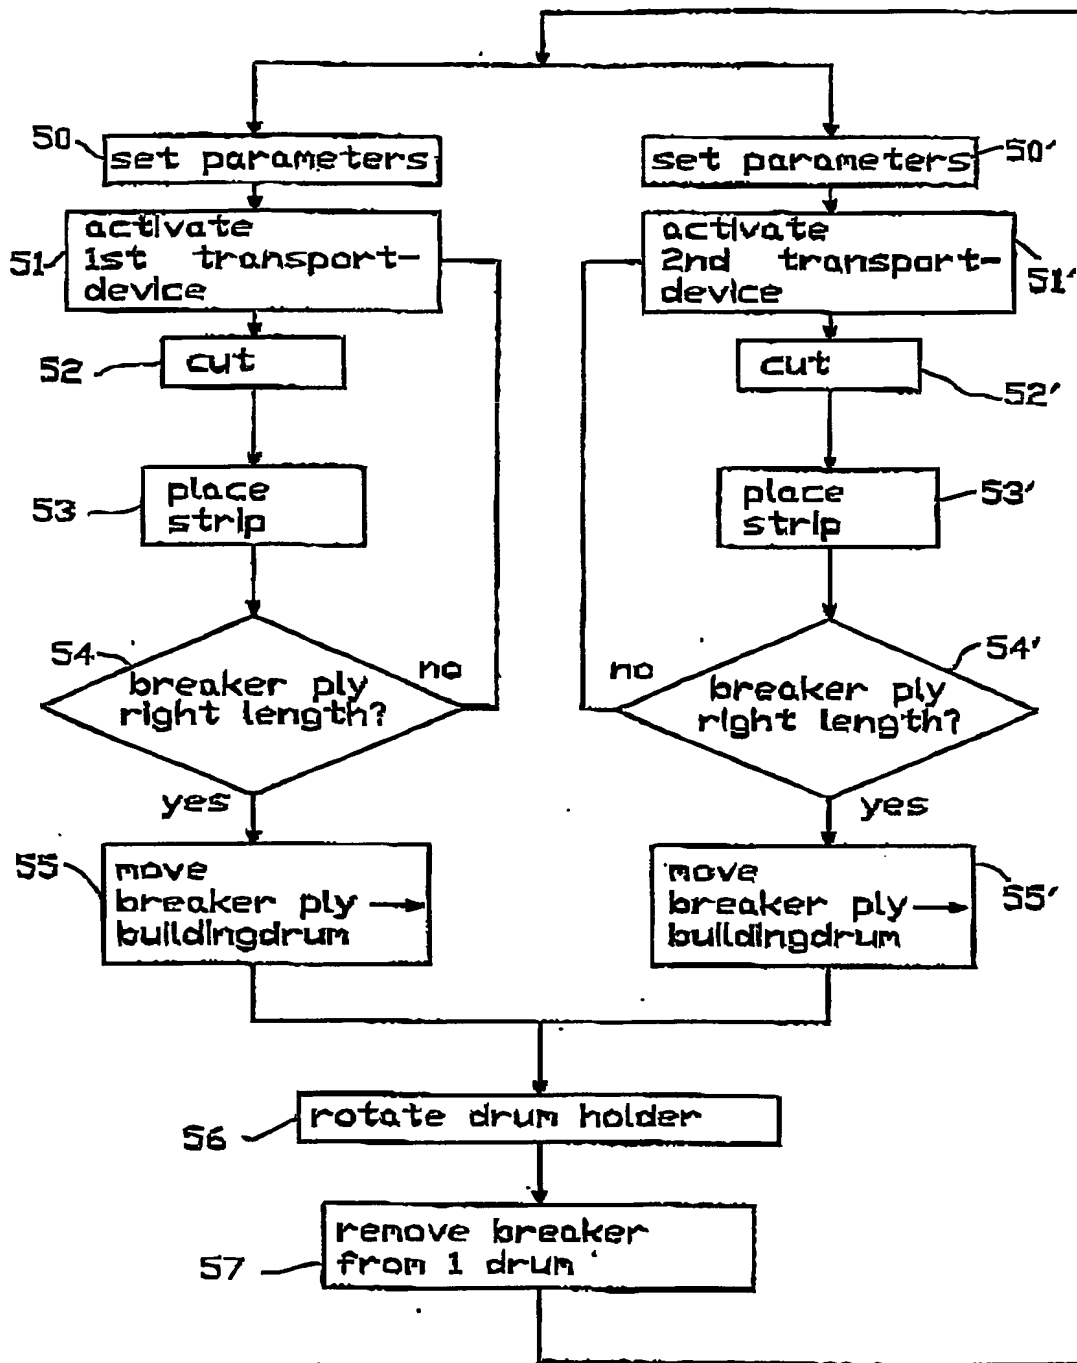 50
set parameters
51
activate
1st transport-
device
52
cut
53
place
strip
54
breaker ply
right length?
no
yes
55
move
breaker ply
buildingdrum
50'
set parameters
51'
activate
2nd transport-
device
52'
cut
53'
place
strip
54'
breaker ply
right length?
no
yes
55'
move
breaker ply
buildingdrum
56
rotate drum holder
57
remove breaker
from 1 drum